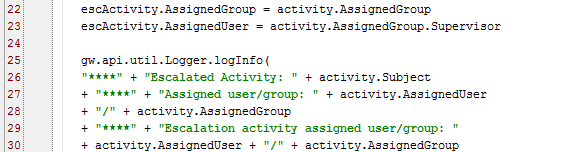 22 escActivity.AssignedGroup = activity.AssignedGroup
23 escActivity.AssignedUser = activity.AssignedGroup.Supervisor
24
25 gw.api.util.Logger.logInfo(
26 "****" + "Escalated Activity: " + activity.Subject
27 + "****" + "Assigned user/group: " + activity.AssignedUser
28 + "/" + activity.AssignedGroup
29 + "****" + "Escalation activity assigned user/group: "
30 + activity.AssignedUser + "/" + activity.AssignedGroup